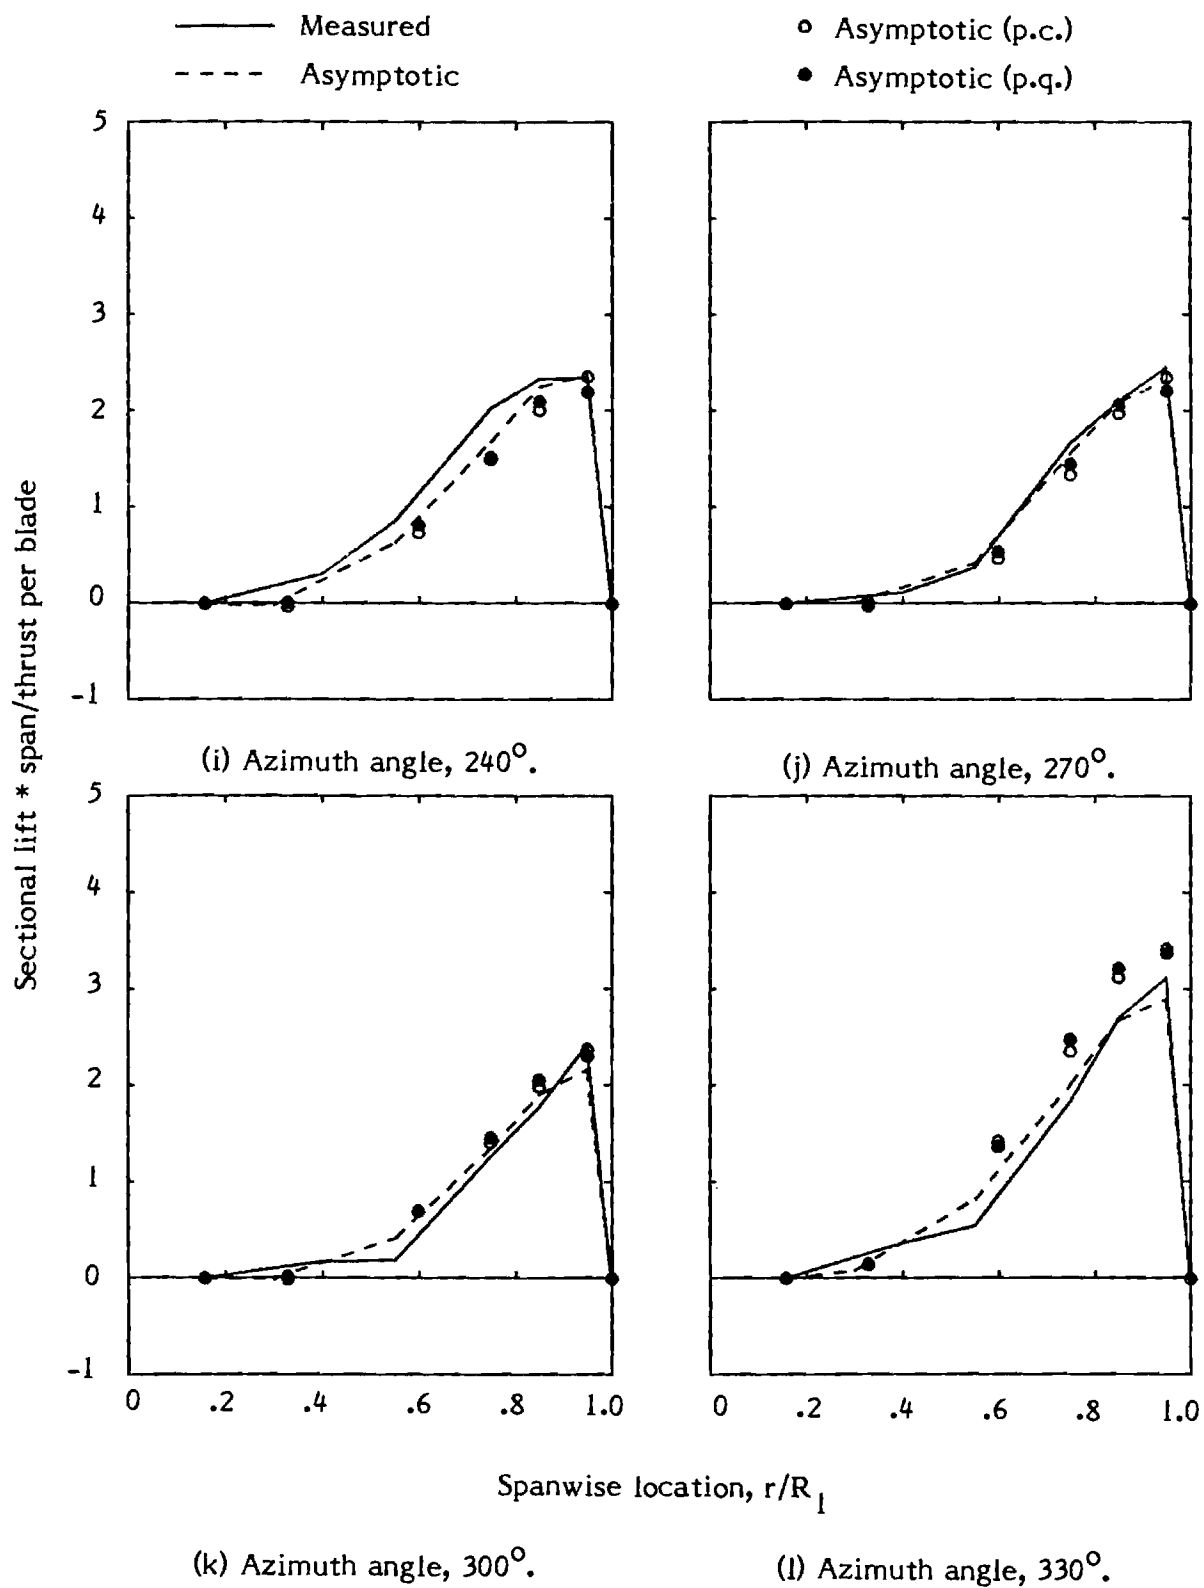 Measured
Asymptotic
Asymptotic (p.c.)
Asymptotic (p.q.)
Sectional lift * span/thrust per blade
5
4
3
2
1
0
-1
(i) Azimuth angle, 240°.
(j) Azimuth angle, 270°.
5
4
3
2
1
0
-1
0 .2 .4 .6 .8 1.0
0 .2 .4 .6 .8 1.0
Spanwise location, r/R1
(k) Azimuth angle, 300°.
(l) Azimuth angle, 330°.